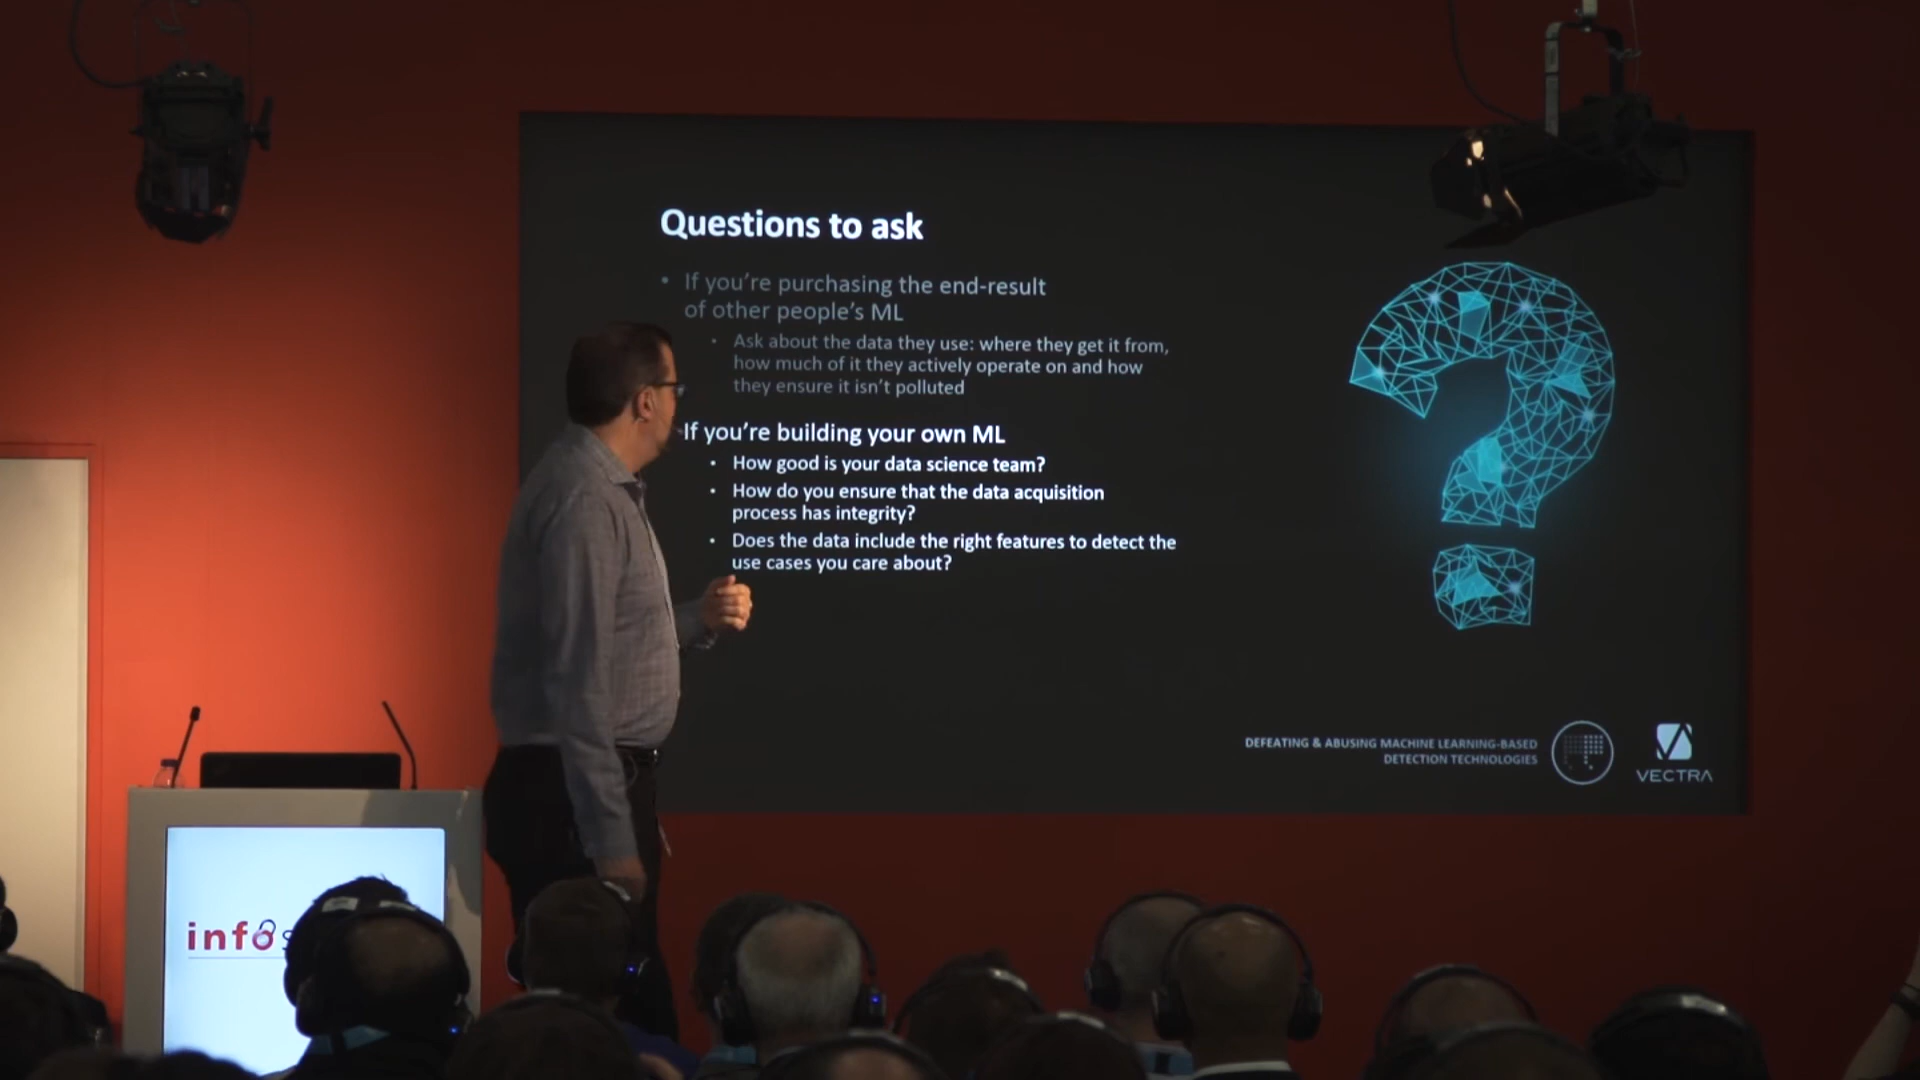 Questions to ask
• If you’re purchasing the end-result
of other people’s ML
• Ask about the data they use: where they get it from,
how much of it they actively operate on and how
they ensure it isn’t polluted
If you’re building your own ML
• How good is your data science team?
• How do you ensure that the data acquisition
process has integrity?
• Does the data include the right features to detect the
use cases you care about?
DEFEATING & ABUSING MACHINE LEARNING-BASED
DETECTION TECHNOLOGIES
VECTRA
infos